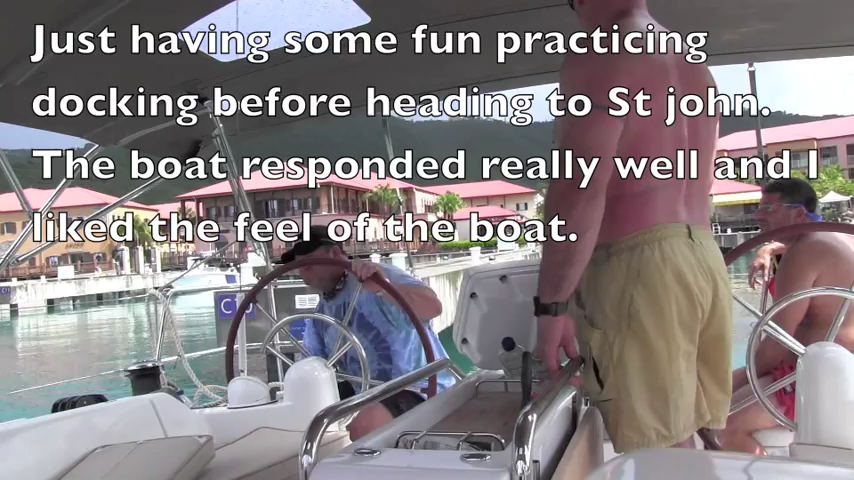 Just having some fun practicing
docking before heading to St john.
The boat responded really well and I
liked the feel of the boat.
C10